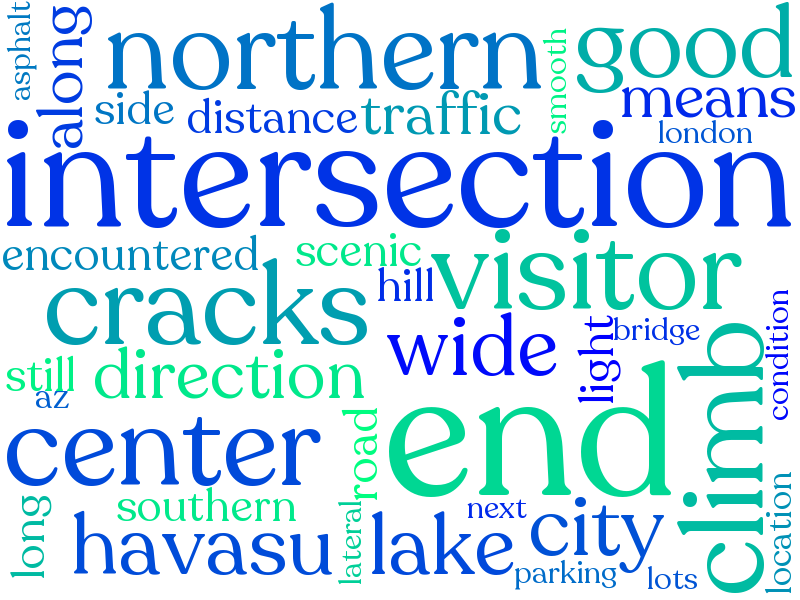 asphalt
along
northern
smooth
good
side
distance
traffic
means
london
intersection
encountered
scenic
visitor
hill
cracks
wide
light
bridge
condition
still
direction
az
climb
center
end
road
lateral
long
southern
next
city
location
havasu
lake
parking
lots